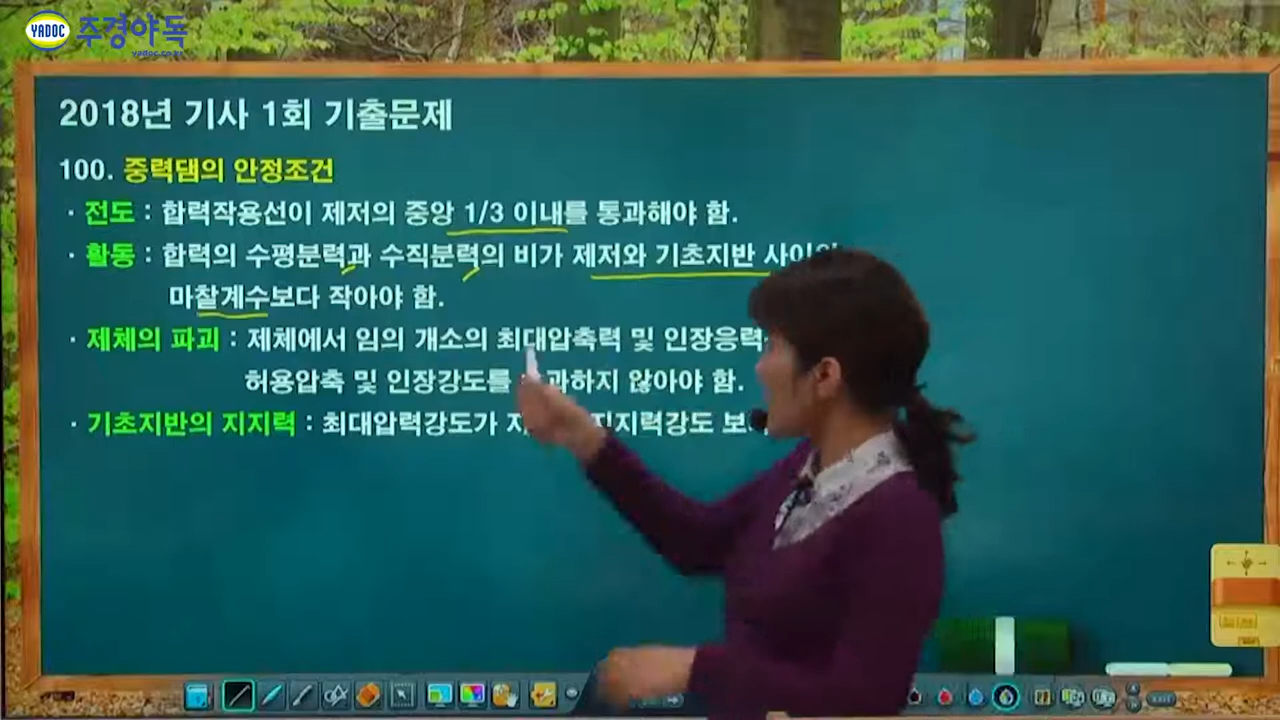 YADOC 주경야독
yadoc.co.kr
2018년 기사 1회 기출문제
100. 중력댐의 안정조건
· 전도 : 합력작용선이 제저의 중앙 1/3 이내를 통과해야 함.
· 활동 : 합력의 수평분력과 수직분력의 비가 제저와 기초지반
마찰계수보다 작아야 함.
· 제체의 파괴 : 제체에서 임의 개소의 최대압축력 및 인장응력
허용압축 및 인장강도를 않아야 함.
· 기초지반의 지지력 : 최대압력강도가 지지력강도